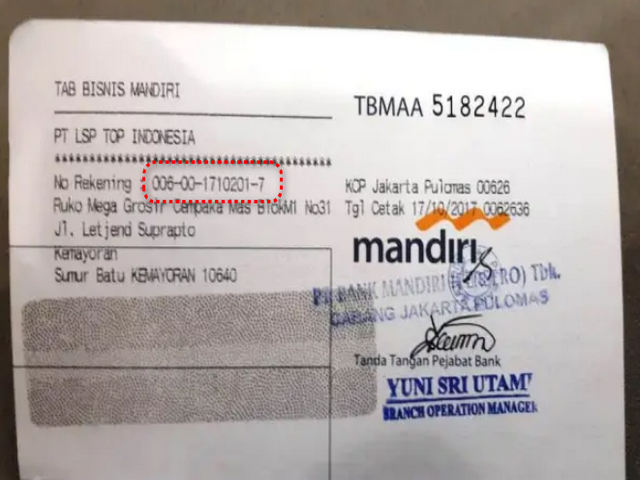 TAB BISNIS MANDIRI
TBMAA 5182422
PT LSP TOP INDONESIA
************************************
No Rekening 006-00-1710201-7
KCP Jakarta Pulomas 00626
Ruko Mega Grosir Cempaka Mas BlokM1 No31
Tgl Cetak 17/10/2017 0062636
Jl. Letjend Suprapto
Kemayoran
Sumur Batu KEMAYORAN 10640
mandiri
PT BANK MANDIRI (PERSERO) Tbk.
CABANG JAKARTA PULOMAS
Tanda Tangan Pejabat Bank
YUNI SRI UTAMI
BRANCH OPERATION MANAGER